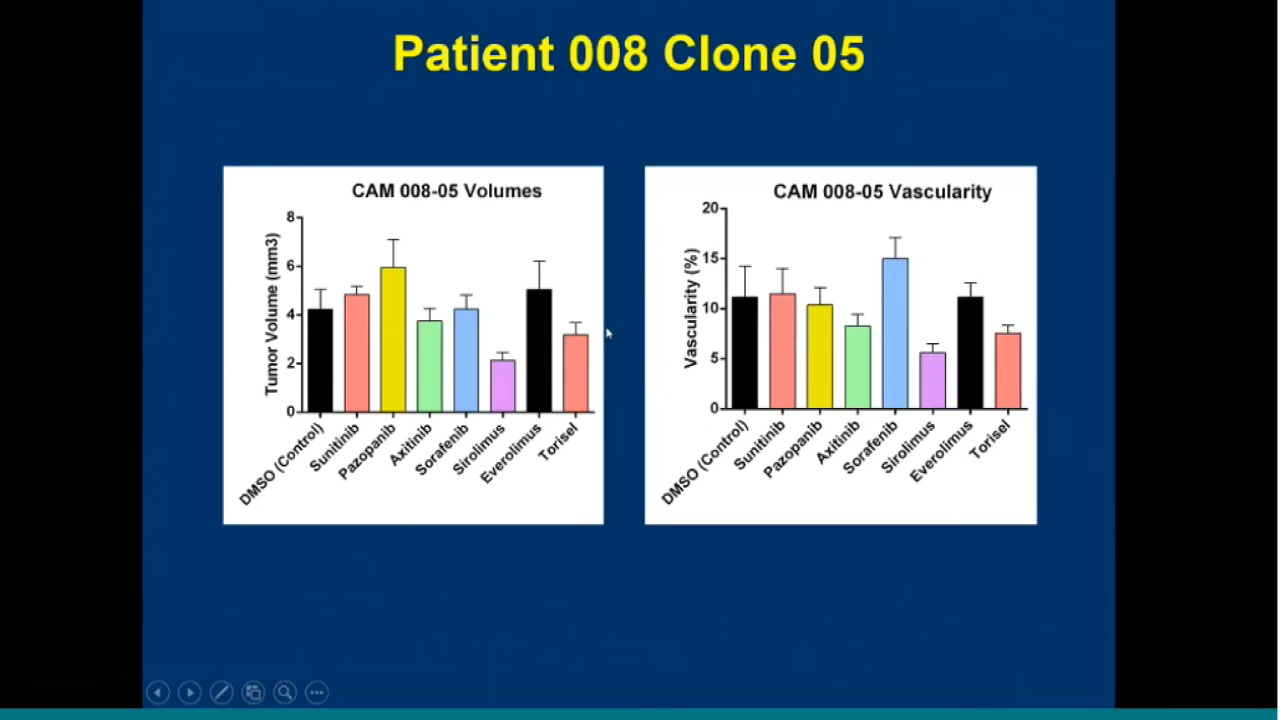 Patient 008 Clone 05
CAM 008-05 Volumes
Tumor Volume (mm3)
8
6
4
2
0
DMSO (Control)
Sunitinib
Pazopanib
Axitinib
Sorafenib
Sirolimus
Everolimus
Torisel
CAM 008-05 Vascularity
Vascularity (%)
20
15
10
5
0
DMSO (Control)
Sunitinib
Pazopanib
Axitinib
Sorafenib
Sirolimus
Everolimus
Torisel